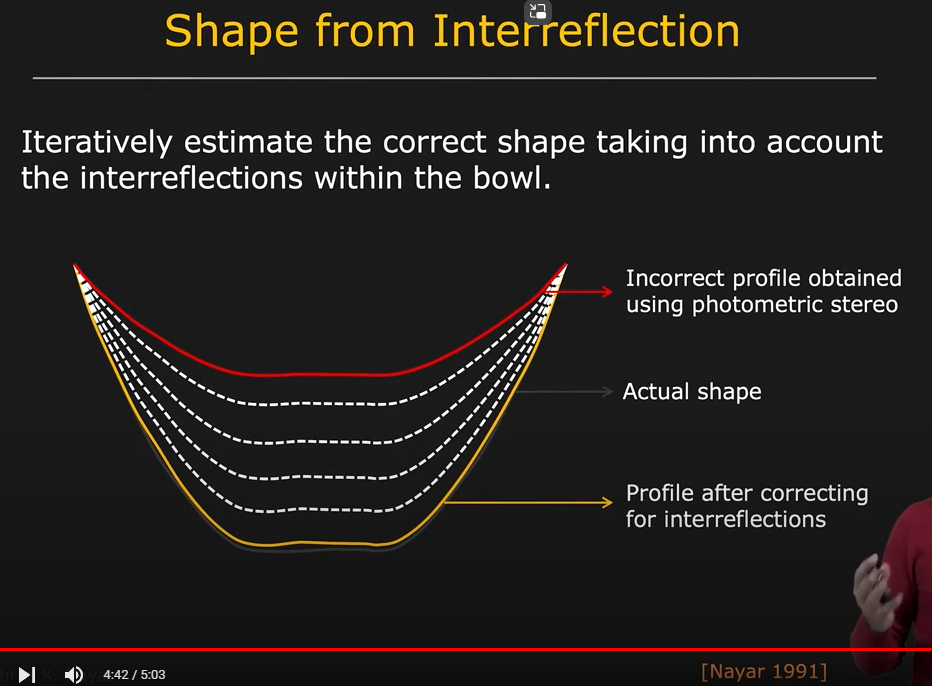 Shape from Interreflection
Iteratively estimate the correct shape taking into account
the interreflections within the bowl.
Incorrect profile obtained
using photometric stereo
Actual shape
Profile after correcting
for interreflections
4:42 / 5:03
[Nayar 1991]